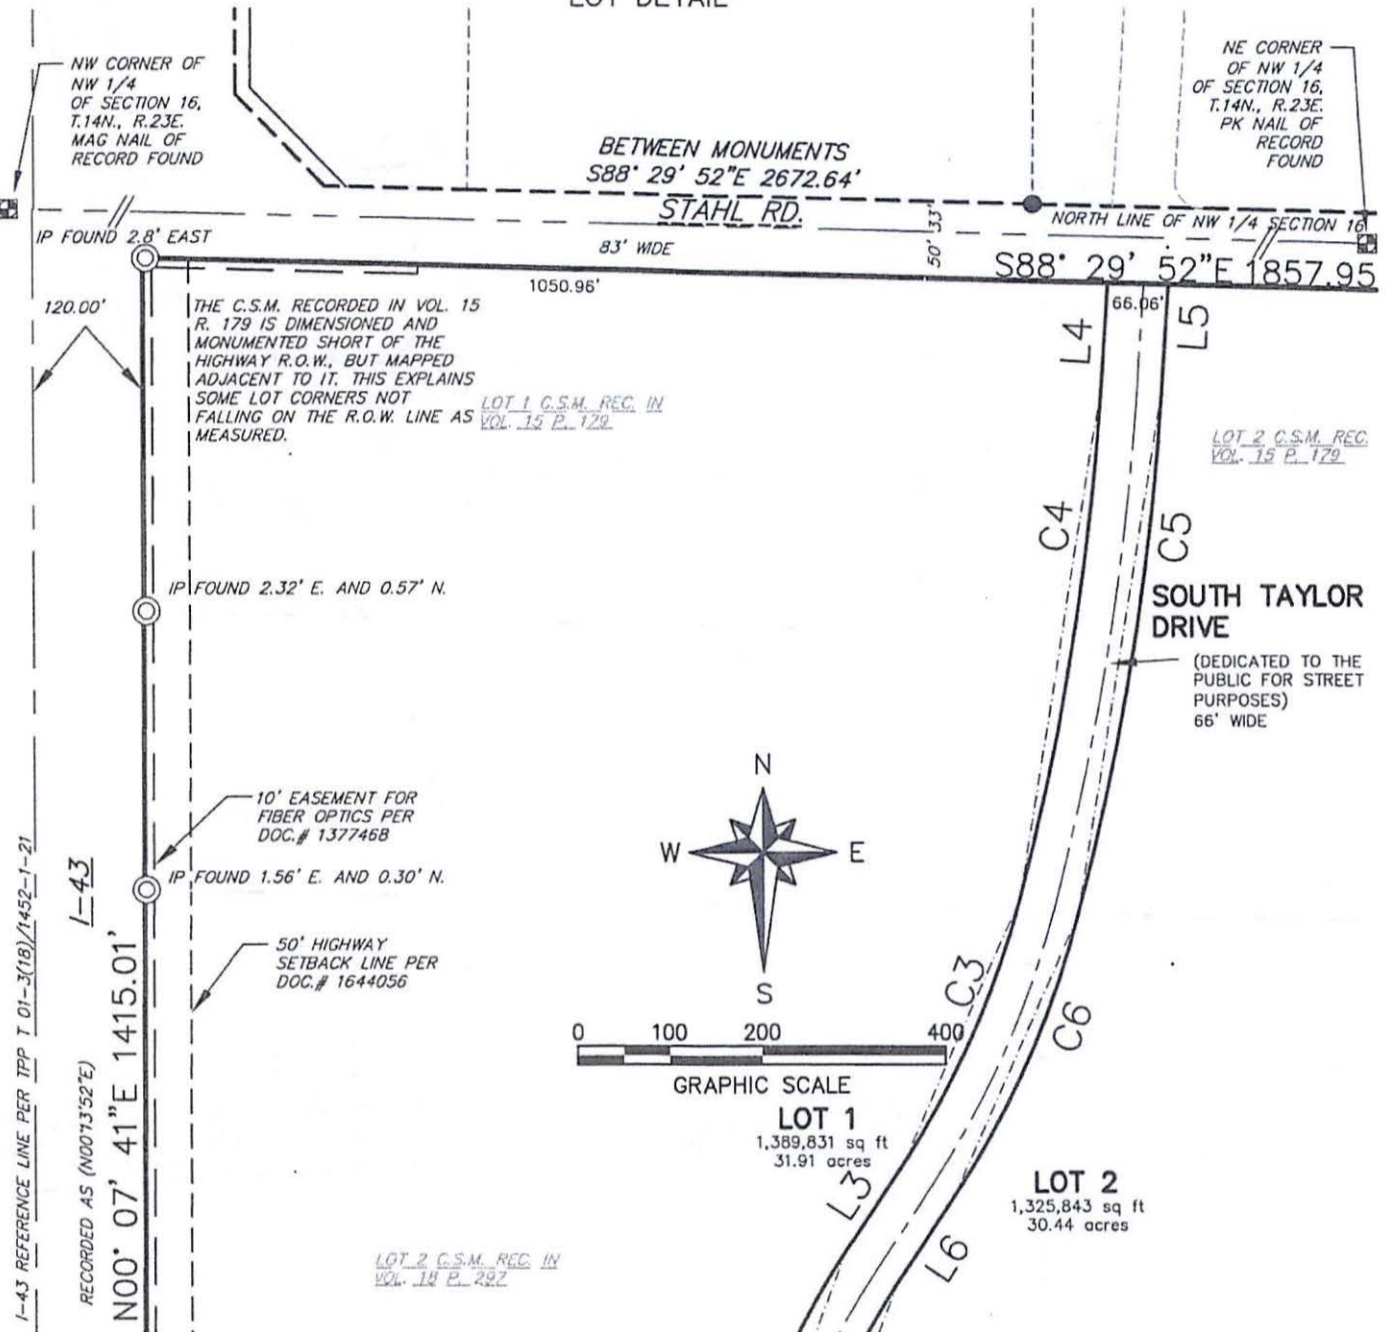 LOT DETAIL
NW CORNER OF
NW 1/4
OF SECTION 16,
T.14N., R.23E.
MAG NAIL OF
RECORD FOUND
NE CORNER
OF NW 1/4
OF SECTION 16,
T.14N., R.23E.
PK NAIL OF
RECORD
FOUND
BETWEEN MONUMENTS
S88° 29' 52"E 2672.64'
STAHL RD.
83' WIDE
50' 33'
NORTH LINE OF NW 1/4 SECTION 16
IP FOUND 2.8' EAST
S88° 29' 52"E 1857.95
1050.96'
66.06'
120.00'
THE C.S.M. RECORDED IN VOL. 15
R. 179 IS DIMENSIONED AND
MONUMENTED SHORT OF THE
HIGHWAY R.O.W., BUT MAPPED
ADJACENT TO IT. THIS EXPLAINS
SOME LOT CORNERS NOT
FALLING ON THE R.O.W. LINE AS
MEASURED.
LOT 1 C.S.M. REC. IN
VOL. 15 P. 179
L4
L5
LOT 2 C.S.M. REC.
VOL. 15 P. 179
C4
C5
IP FOUND 2.32' E. AND 0.57' N.
SOUTH TAYLOR
DRIVE
(DEDICATED TO THE
PUBLIC FOR STREET
PURPOSES)
66' WIDE
10' EASEMENT FOR
FIBER OPTICS PER
DOC.# 1377468
IP FOUND 1.56' E. AND 0.30' N.
50' HIGHWAY
SETBACK LINE PER
DOC.# 1644056
N
W
E
S
0 100 200 400
GRAPHIC SCALE
C3
C6
LOT 1
1,389,831 sq ft
31.91 acres
L3
LOT 2
1,325,843 sq ft
30.44 acres
L6
LOT 2 C.S.M. REC. IN
VOL. 18 P. 297
I-43
I-43 REFERENCE LINE PER TPP T 01-3(18)/1452-1-21
RECORDED AS (N00°13'52"E)
N00° 07' 41"E 1415.01'